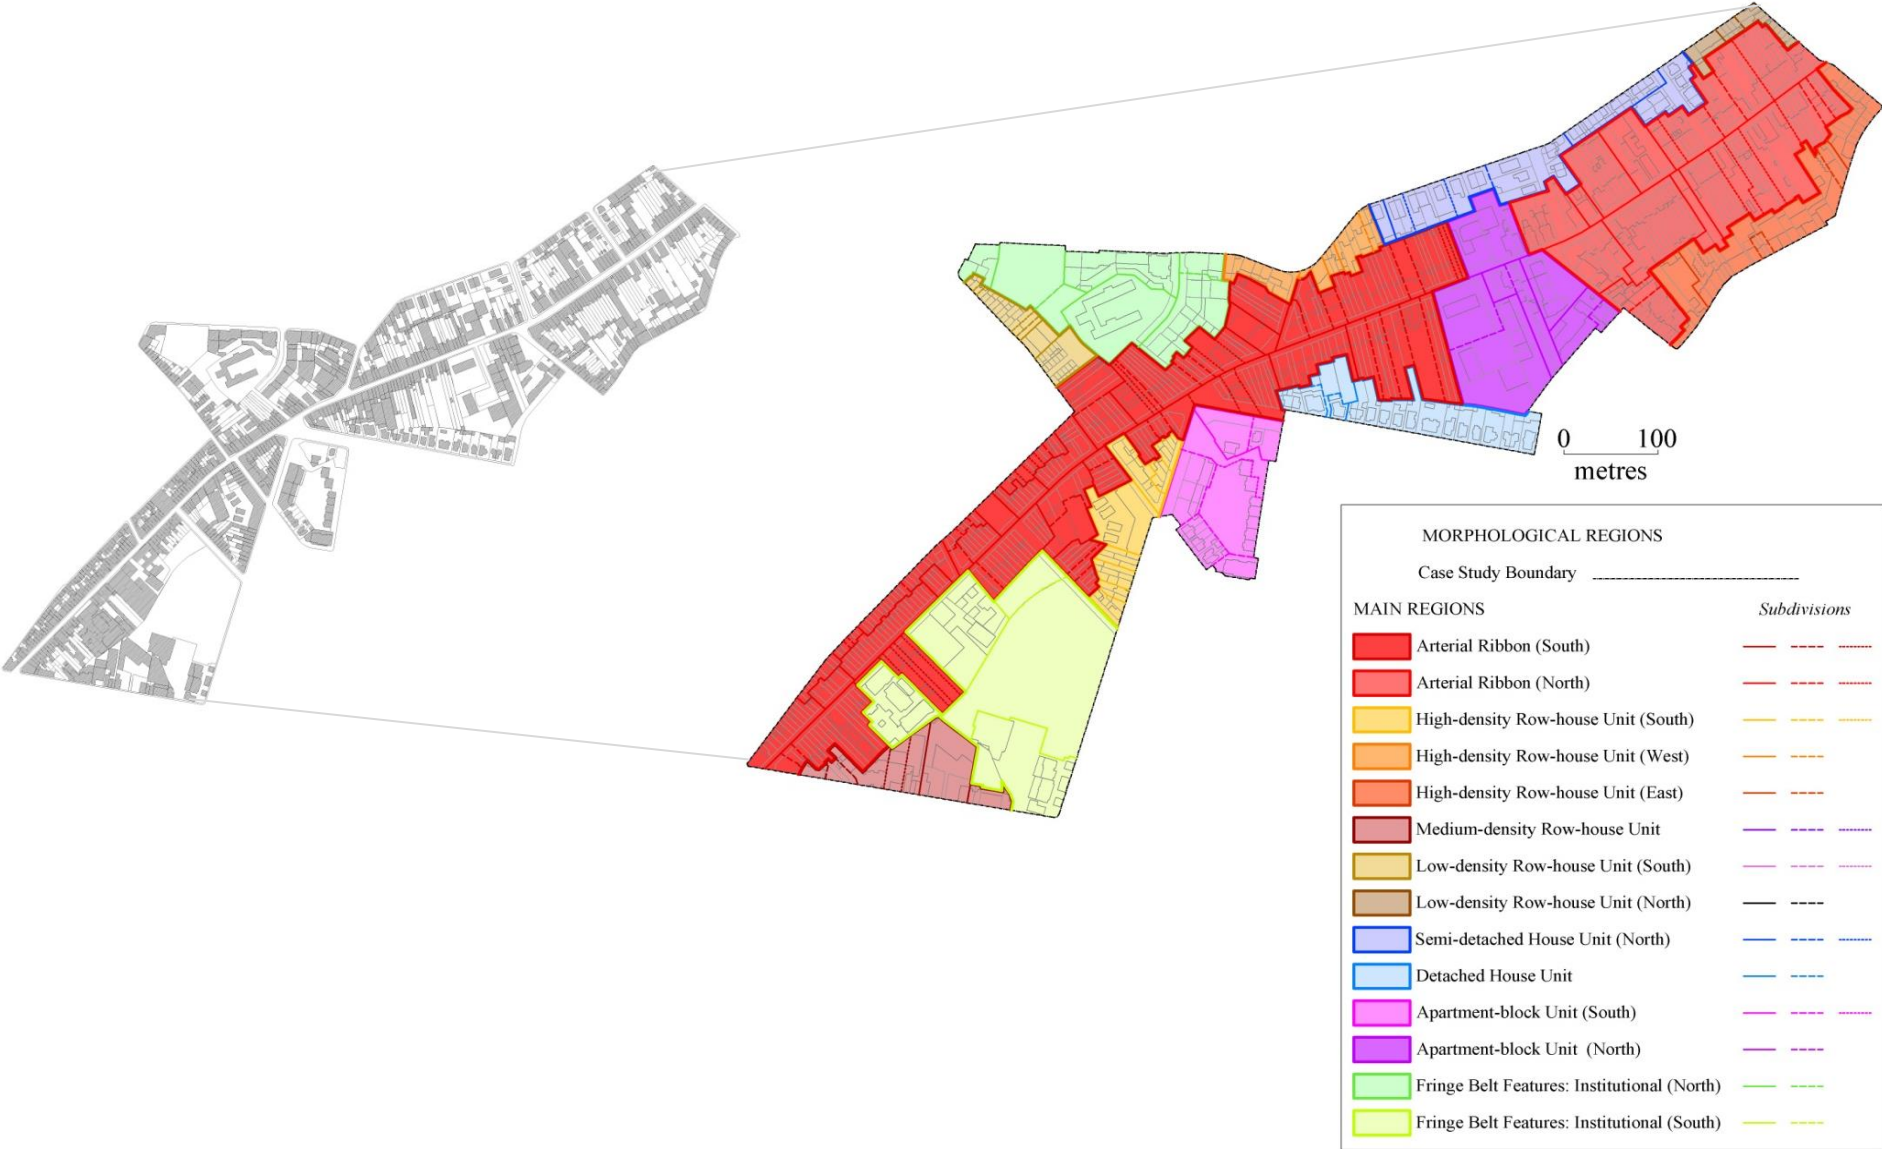 0 100
metres
MORPHOLOGICAL REGIONS
Case Study Boundary
MAIN REGIONS Subdivisions
Arterial Ribbon (South)
Arterial Ribbon (North)
High-density Row-house Unit (South)
High-density Row-house Unit (West)
High-density Row-house Unit (East)
Medium-density Row-house Unit
Low-density Row-house Unit (South)
Low-density Row-house Unit (North)
Semi-detached House Unit (North)
Detached House Unit
Apartment-block Unit (South)
Apartment-block Unit (North)
Fringe Belt Features: Institutional (North)
Fringe Belt Features: Institutional (South)